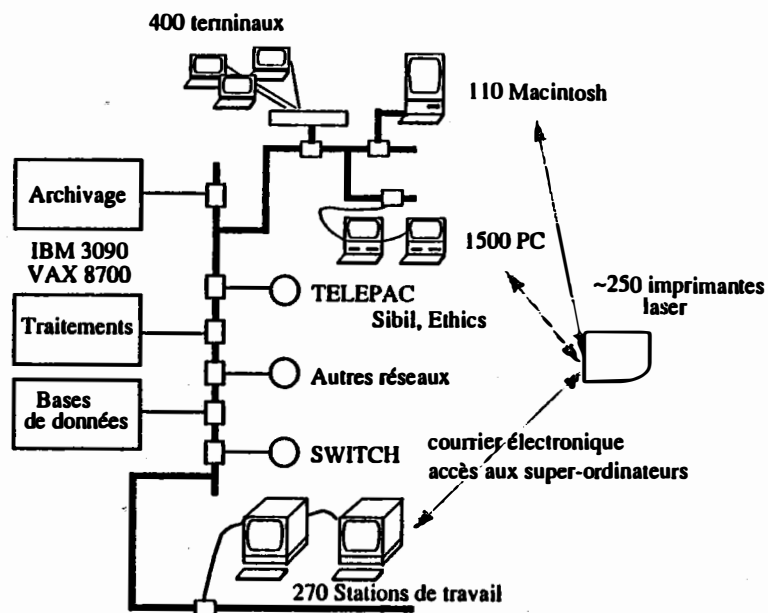 400 terminaux
110 Macintosh
Archivage
IBM 3090
VAX 8700
1500 PC
TELEPAC
Sibil, Ethics
~250 imprimantes
laser
Traitements
Autres réseaux
Bases
de données
SWITCH
courrier électronique
accès aux super-ordinateurs
270 Stations de travail